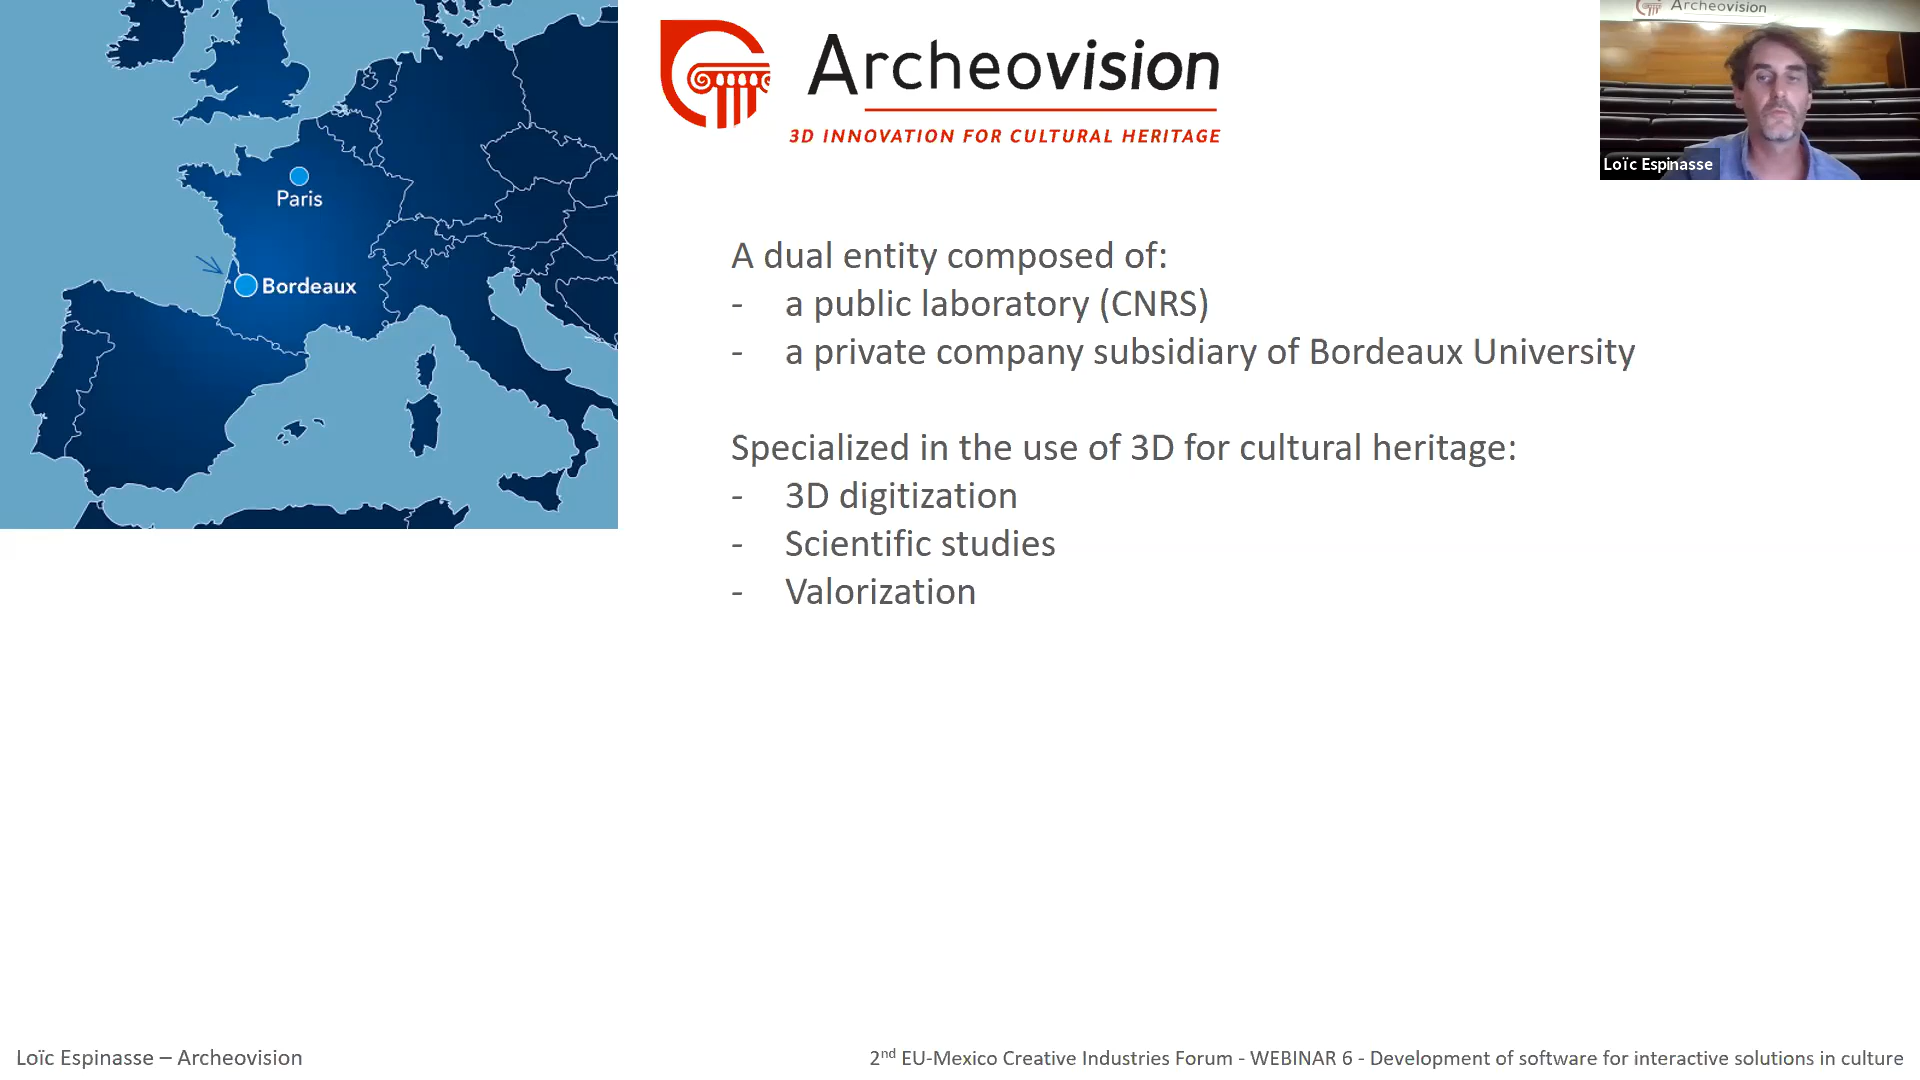 Paris
Bordeaux
Archeovision
3D INNOVATION FOR CULTURAL HERITAGE
Archeovision
Loïc Espinasse
A dual entity composed of:
- a public laboratory (CNRS)
- a private company subsidiary of Bordeaux University
Specialized in the use of 3D for cultural heritage:
- 3D digitization
- Scientific studies
- Valorization
Loïc Espinasse – Archeovision
2nd EU-Mexico Creative Industries Forum - WEBINAR 6 - Development of software for interactive solutions in culture